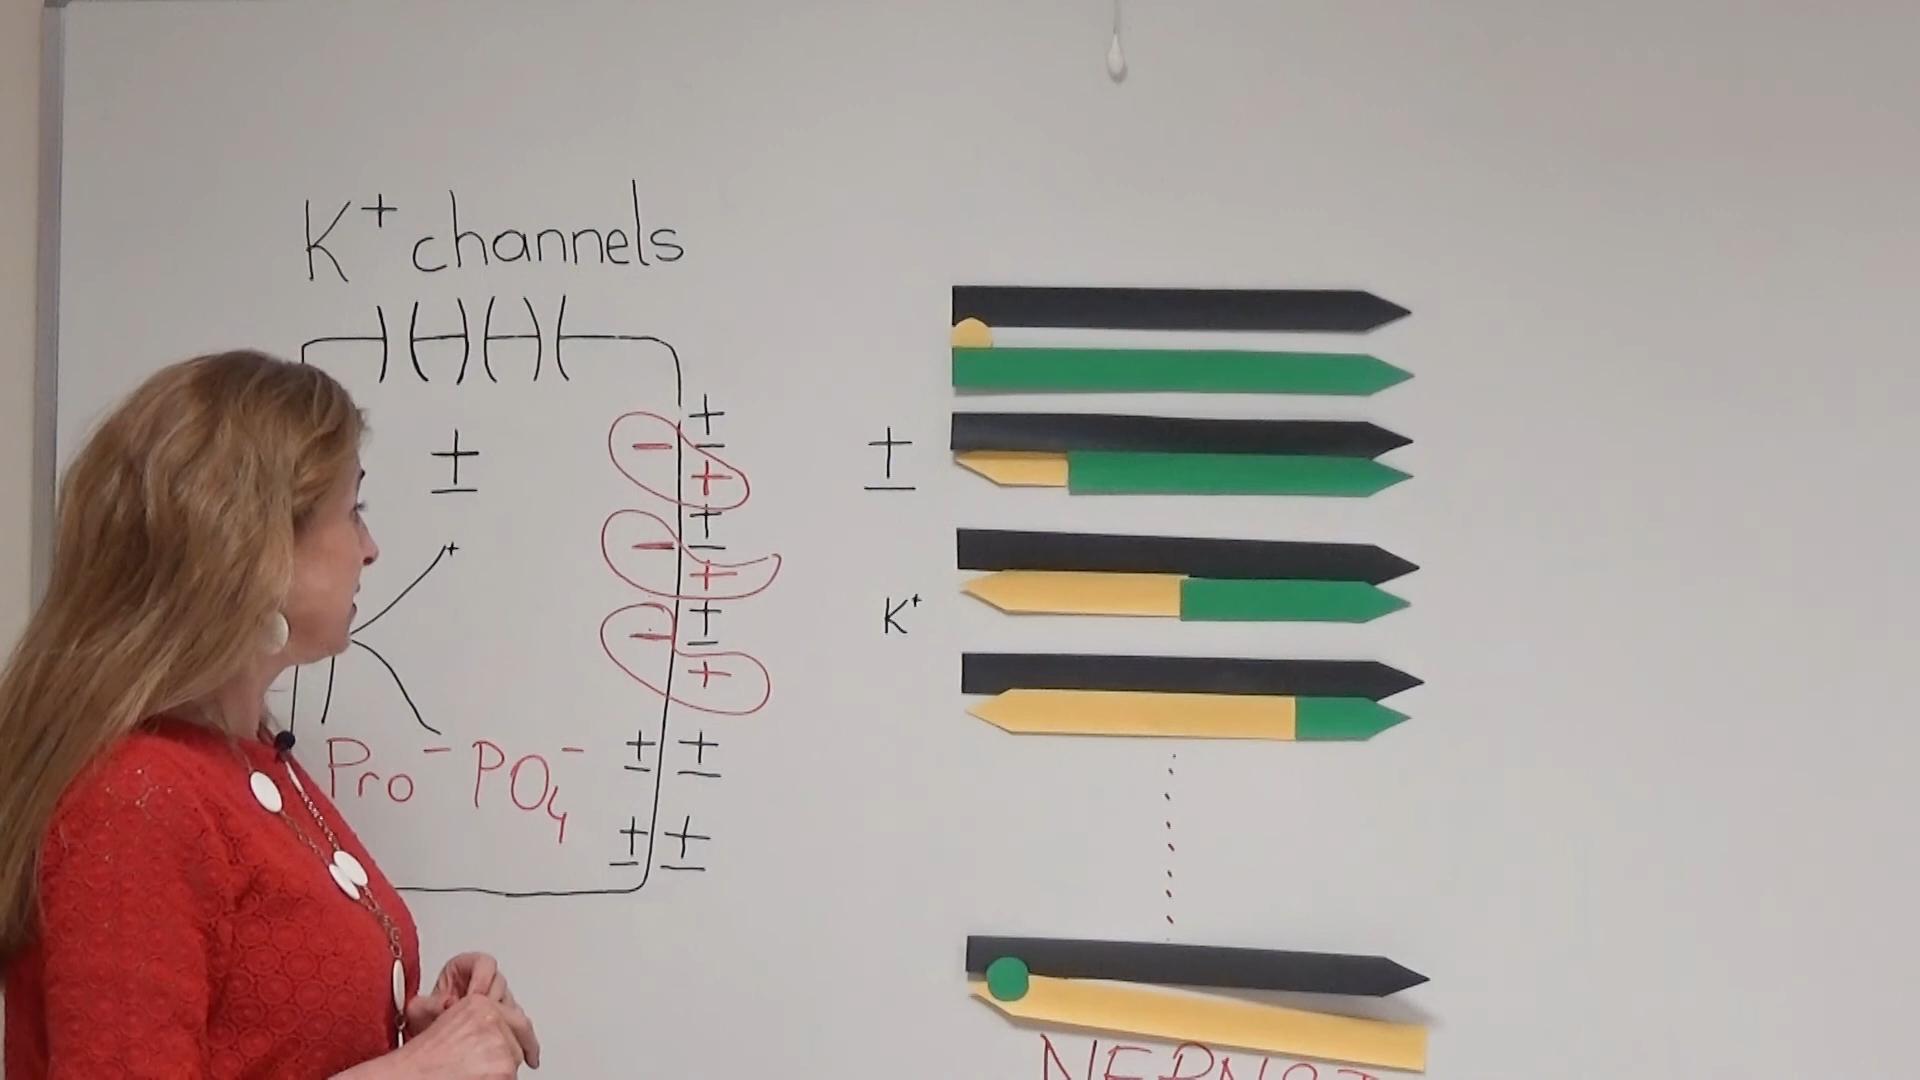 K⁺ channels
±
+
±
+
±
+
±
K⁺
±
K⁺
Pro⁻ PO₄⁻
± ±
± ±